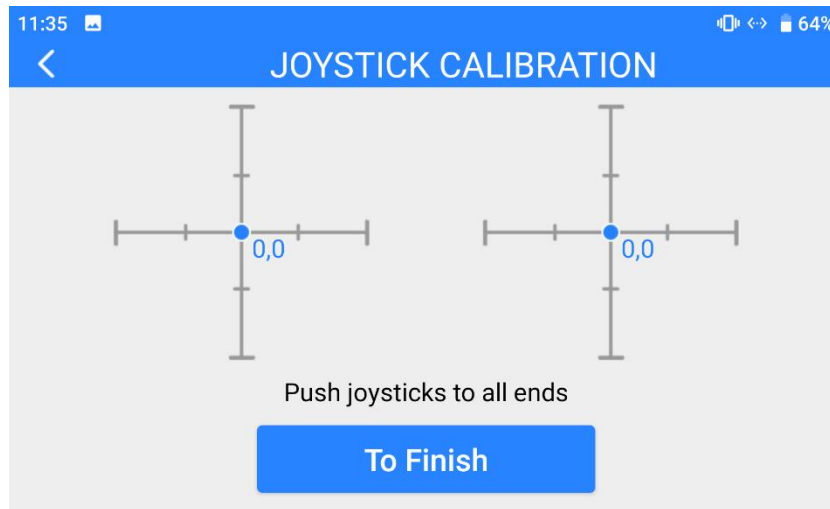 11:35 64%
JOYSTICK CALIBRATION
0,0 0,0
Push joysticks to all ends
To Finish